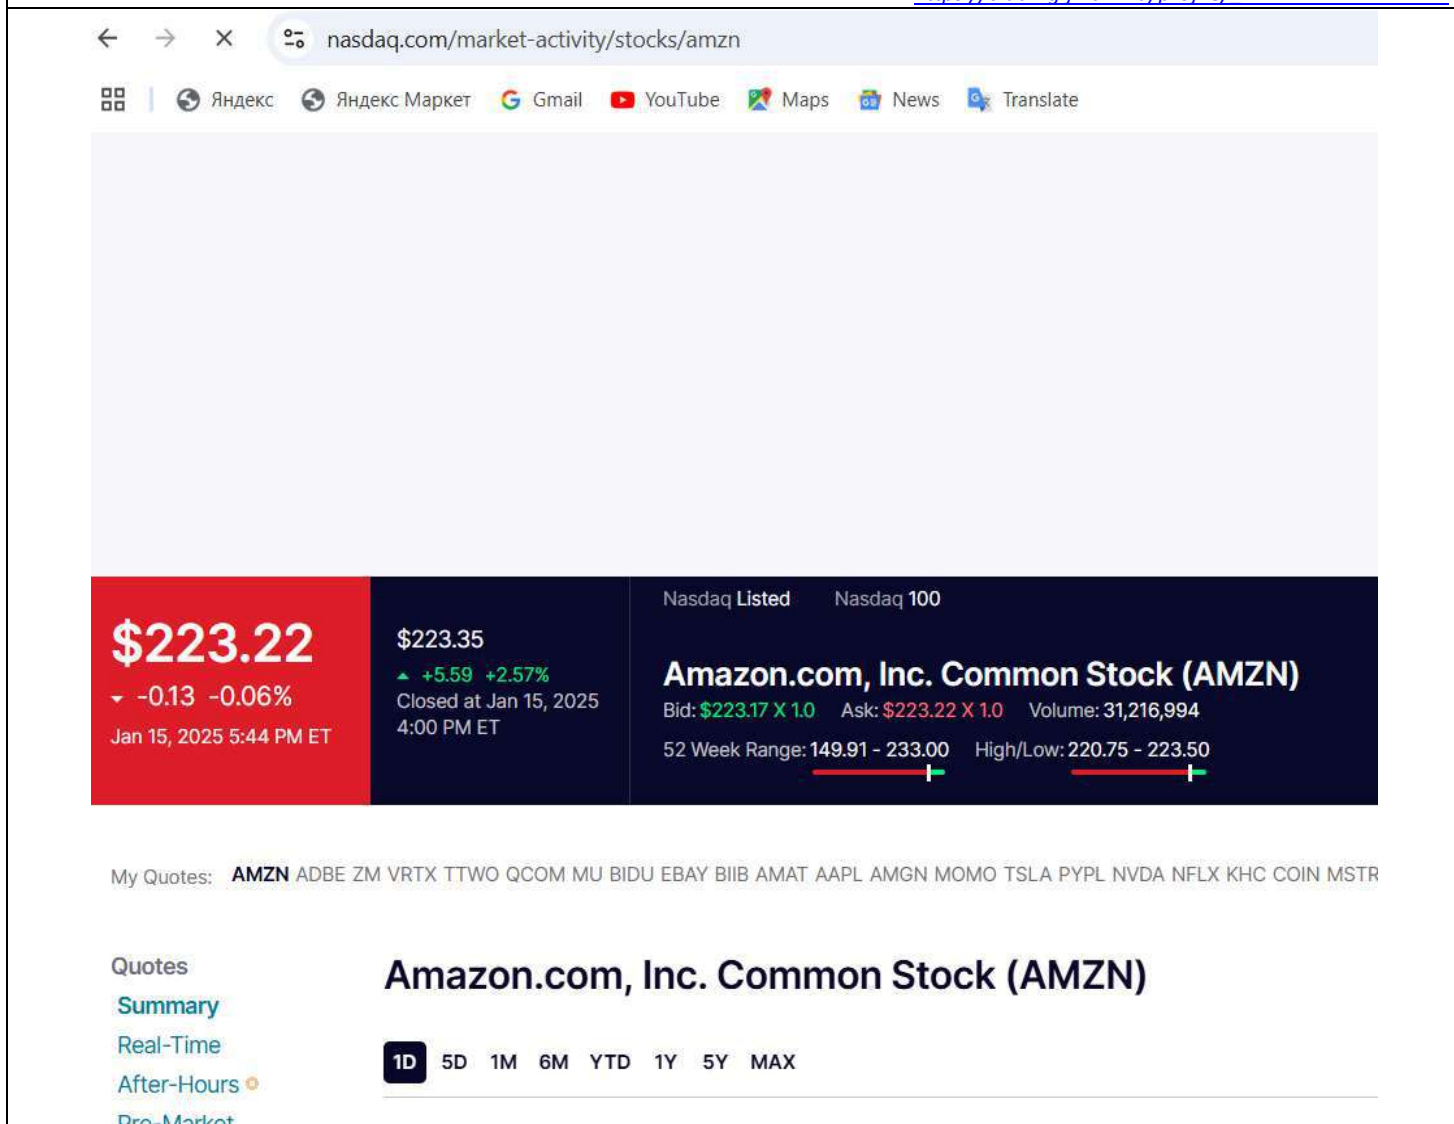 nasdaq.com/market-activity/stocks/amzn
Яндекс Яндекс Маркет Gmail YouTube Maps News Translate
$223.22
-0.13 -0.06%
Jan 15, 2025 5:44 PM ET
$223.35
+5.59 +2.57%
Closed at Jan 15, 2025
4:00 PM ET
Nasdaq Listed Nasdaq 100
Amazon.com, Inc. Common Stock (AMZN)
Bid: $223.17 X 1.0 Ask: $223.22 X 1.0 Volume: 31,216,994
52 Week Range: 149.91 - 233.00 High/Low: 220.75 - 223.50
My Quotes: AMZN ADBE ZM VRTX TTWO QCOM MU BIDU EBAY BIIB AMAT AAPL AMGN MOMO TSLA PYPL NVDA NFLX KHC COIN MSTR
Quotes
Summary
Real-Time
After-Hours
Pre-Market
Amazon.com, Inc. Common Stock (AMZN)
1D 5D 1M 6M YTD 1Y 5Y MAX